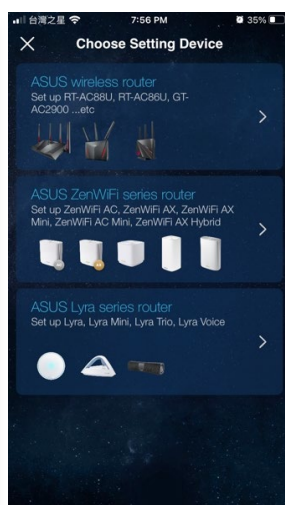 台灣之星 7:56 PM 35%
Choose Setting Device
ASUS wireless router
Set up RT-AC88U, RT-AC86U, GT-
AC2900 ...etc
ASUS ZenWiFi series router
Set up ZenWiFi AC, ZenWiFi AX, ZenWiFi AX
Mini, ZenWiFi AC Mini, ZenWiFi AX Hybrid
ASUS Lyra series router
Set up Lyra, Lyra Mini, Lyra Trio, Lyra Voice